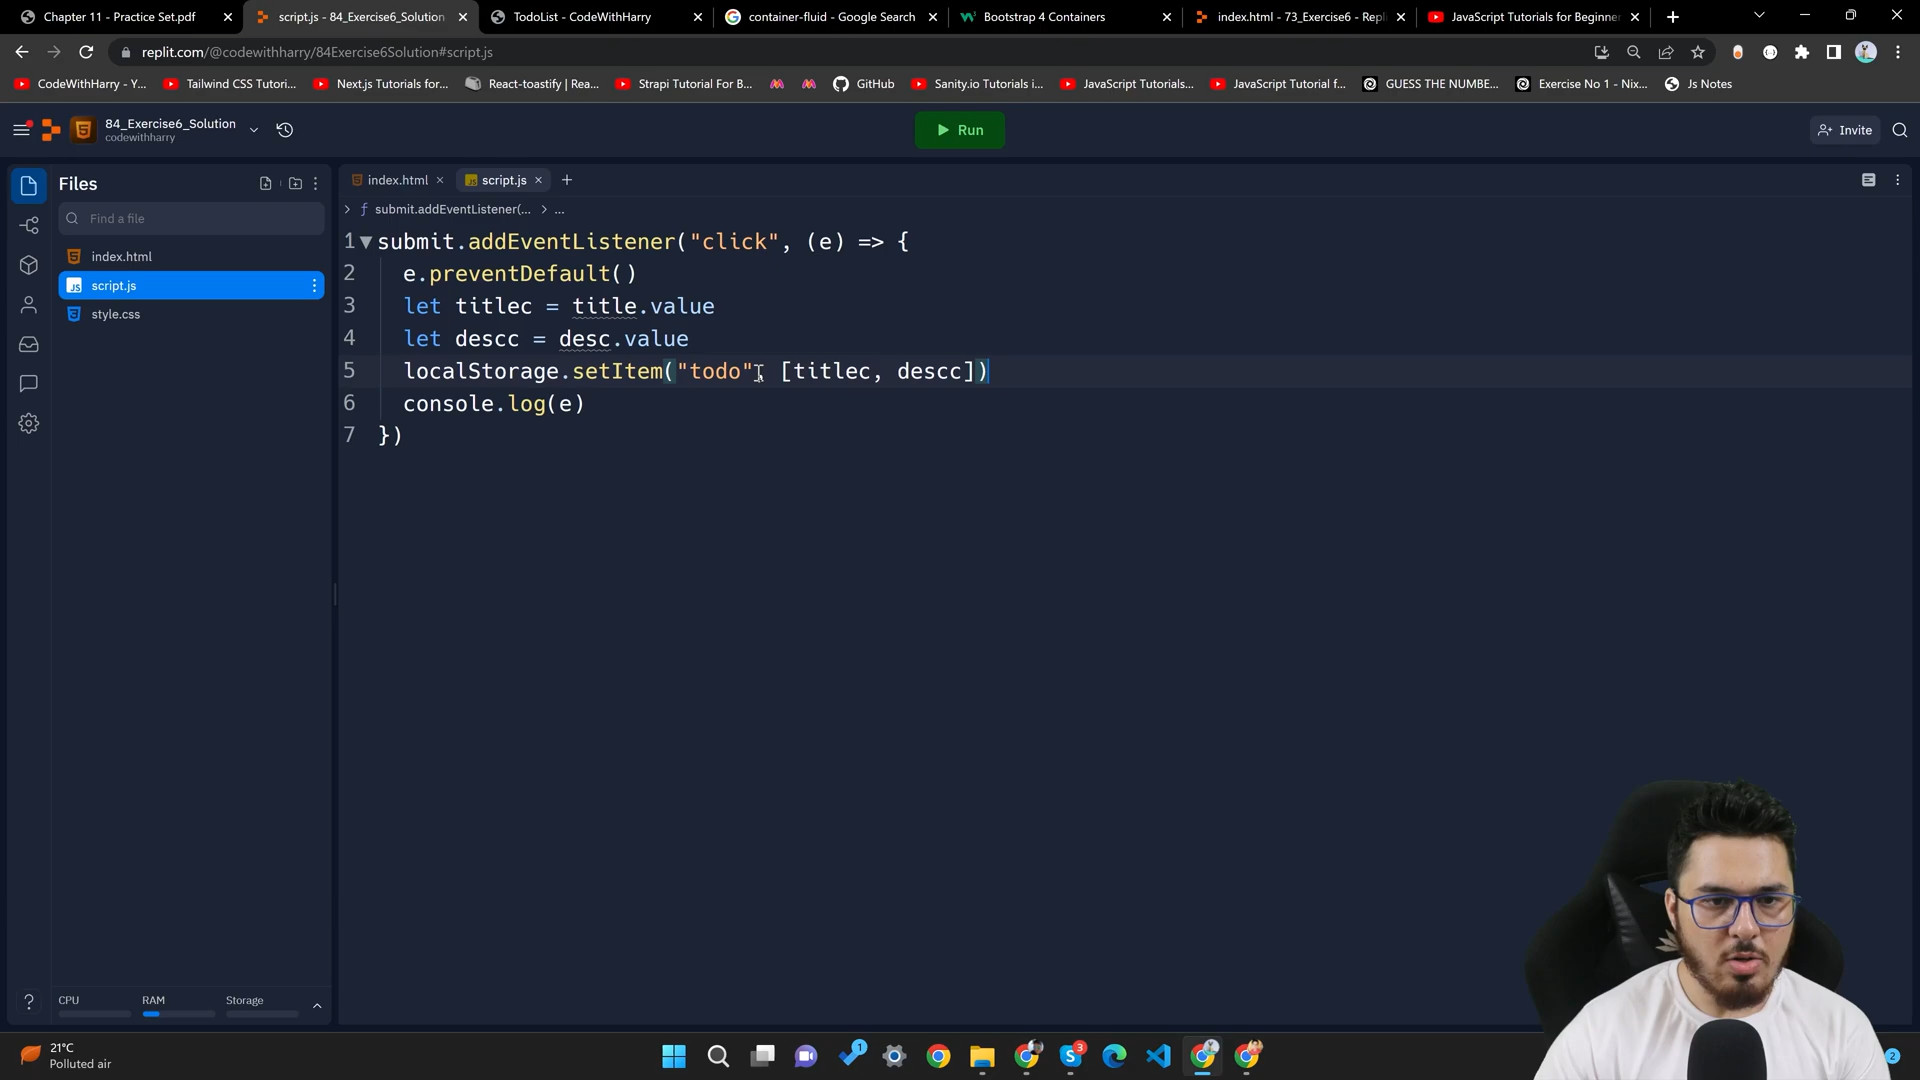 Chapter 11 - Practice Set.pdf
script.js - 84_Exercise6_Solution
TodoList - CodeWithHarry
container-fluid - Google Search
Bootstrap 4 Containers
index.html - 73_Exercise6 - Repl
JavaScript Tutorials for Beginner
replit.com/@codewithharry/84Exercise6Solution#script.js
CodeWithHarry - Y...
Tailwind CSS Tutori...
Next.js Tutorials for...
React-toastify | Rea...
Strapi Tutorial For B...
GitHub
Sanity.io Tutorials i...
JavaScript Tutorials...
JavaScript Tutorial f...
GUESS THE NUMBE...
Exercise No 1 - Nix...
Js Notes
84_Exercise6_Solution
codewithharry
Run
Invite
Files
Find a file
index.html
script.js
style.css
index.html
script.js
submit.addEventListener(... > ...
1 submit.addEventListener("click", (e) => {
2 e.preventDefault()
3 let titlec = title.value
4 let descc = desc.value
5 localStorage.setItem("todo", [titlec, descc])
6 console.log(e)
7 })
CPU
RAM
Storage
21°C
Polluted air
1
3
2